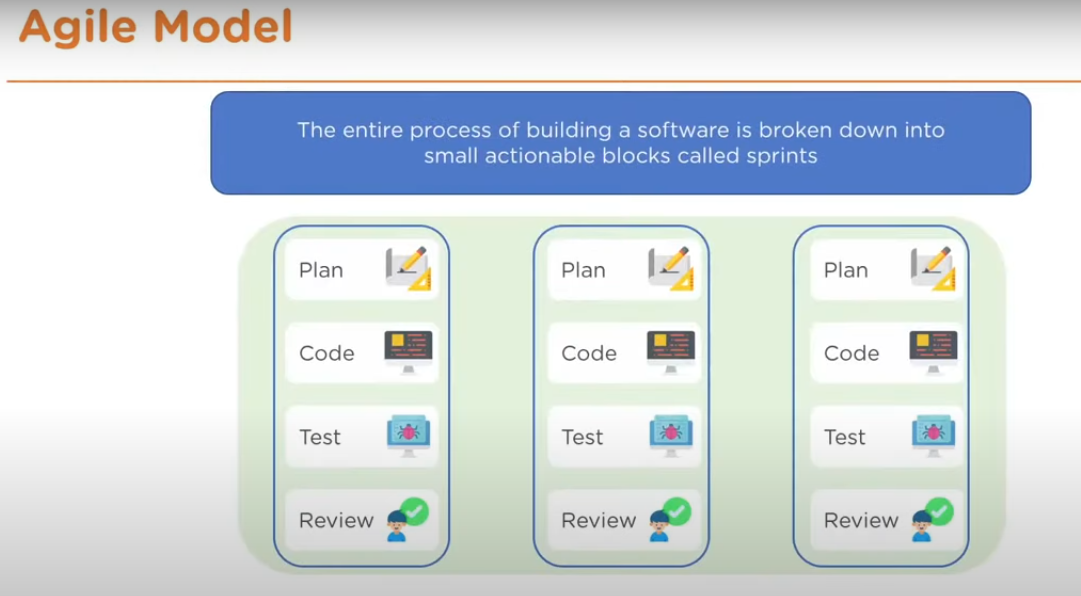 Agile Model
The entire process of building a software is broken down into
small actionable blocks called sprints
Plan
Code
Test
Review
Plan
Code
Test
Review
Plan
Code
Test
Review